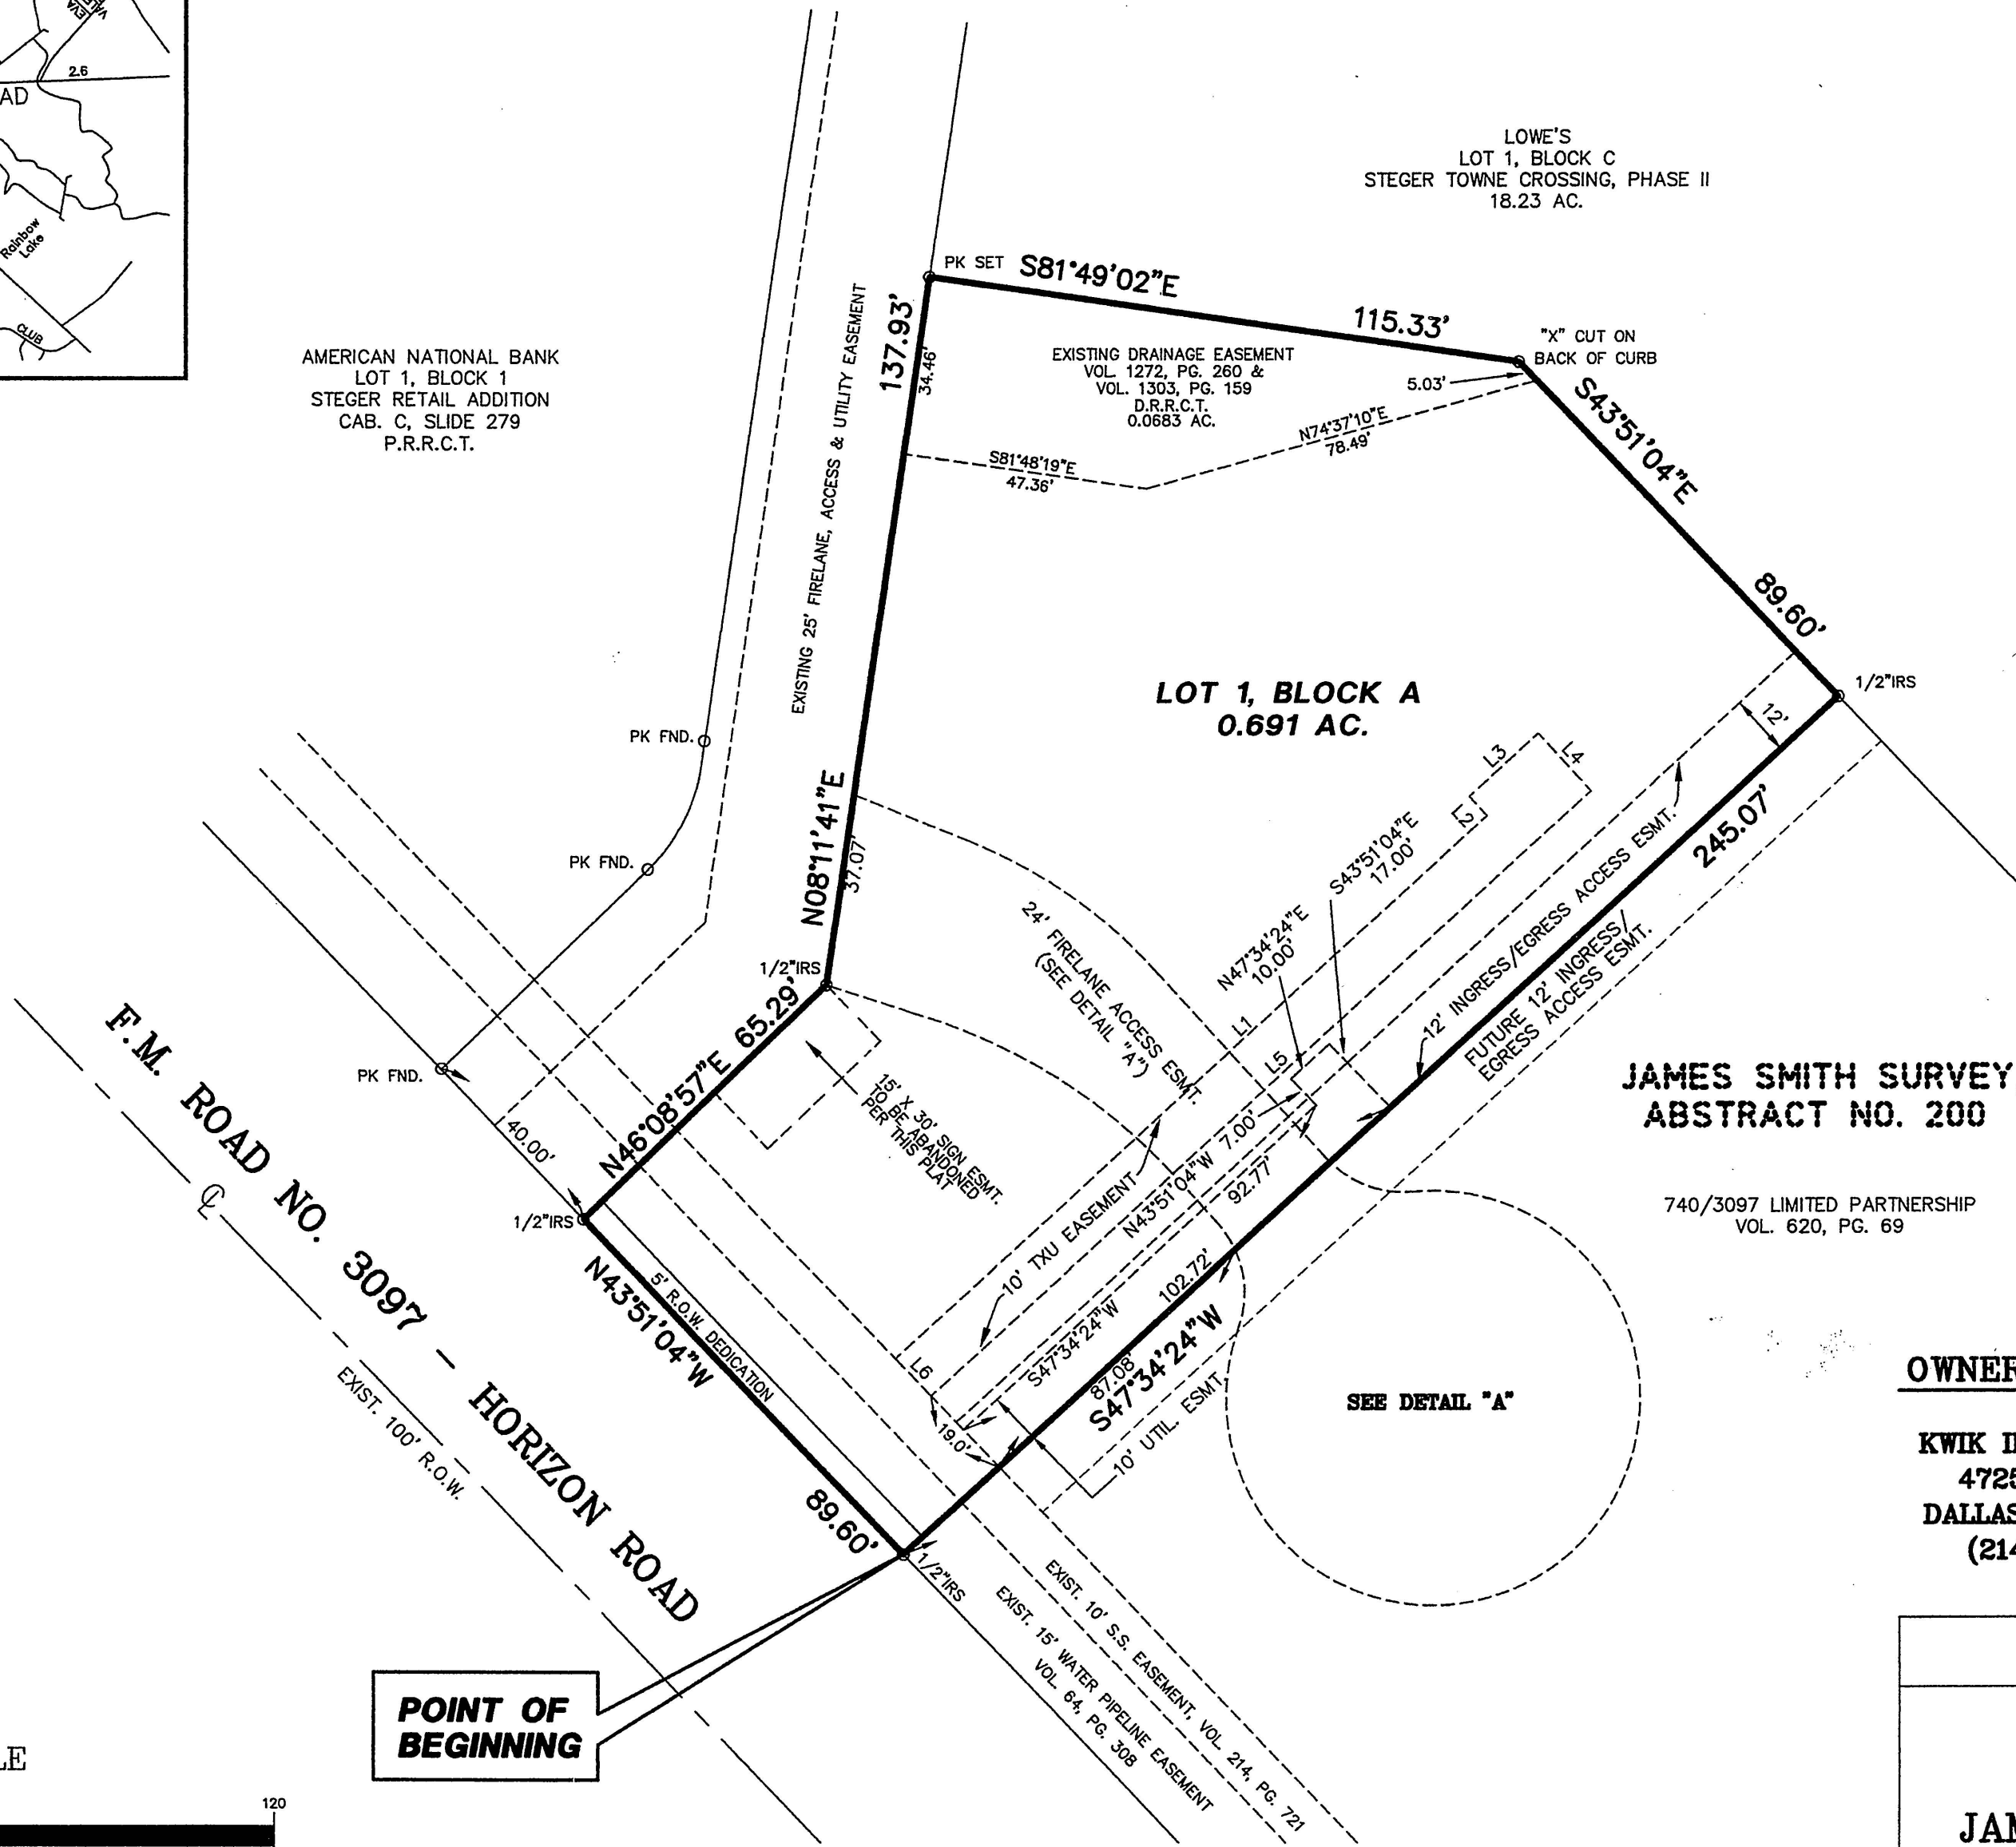 2.6
AD
Rainbow
Lake
CLUB
LOWE'S
LOT 1, BLOCK C
STEGER TOWNE CROSSING, PHASE II
18.23 AC.
PK SET
S81°49'02"E
115.33'
"X" CUT ON
BACK OF CURB
5.03'
AMERICAN NATIONAL BANK
LOT 1, BLOCK 1
STEGER RETAIL ADDITION
CAB. C, SLIDE 279
P.R.R.C.T.
EXISTING 25' FIRELANE, ACCESS & UTILITY EASEMENT
137.93'
34.46'
EXISTING DRAINAGE EASEMENT
VOL. 1272, PG. 260 &
VOL. 1303, PG. 159
D.R.R.C.T.
0.0683 AC.
N74°37'10"E
78.49'
S81°48'19"E
47.36'
S43°51'04"E
89.60'
1/2"IRS
LOT 1, BLOCK A
0.691 AC.
12'
L3
L4
L2
PK FND.
PK FND.
PK FND.
N08°11'41"E
37.07'
1/2"IRS
245.07'
S43°51'04"E
17.00'
N47°34'24"E
10.00'
24' FIRELANE ACCESS ESMT.
(SEE DETAIL "A")
L1
L5
12' INGRESS/EGRESS ACCESS ESMT.
FUTURE 12' INGRESS/
EGRESS ACCESS ESMT.
JAMES SMITH SURVEY
ABSTRACT NO. 200
740/3097 LIMITED PARTNERSHIP
VOL. 620, PG. 69
N46°08'57"E 65.29'
15' X 30' SIGN ESMT.
TO BE ABANDONED
PER THIS PLAT
40.00'
1/2"IRS
10' TXU EASEMENT
N43°51'04"W 7.00'
92.77'
S47°34'24"W
102.72'
87.08'
S47°34'24"W
10' UTIL. ESMT.
L6
19.0'
5' R.O.W. DEDICATION
N43°51'04"W
89.60'
F.M. ROAD NO. 3097 - HORIZON ROAD
EXIST. 100' R.O.W.
SEE DETAIL "A"
OWNER
KWIK I
4725
DALLAS
(214
1/2"IRS
EXIST. 10' S.S. EASEMENT, VOL. 214, PG. 721
EXIST. 15' WATER PIPELINE EASEMENT
VOL. 64, PG. 308
POINT OF
BEGINNING
LE
120
JAM